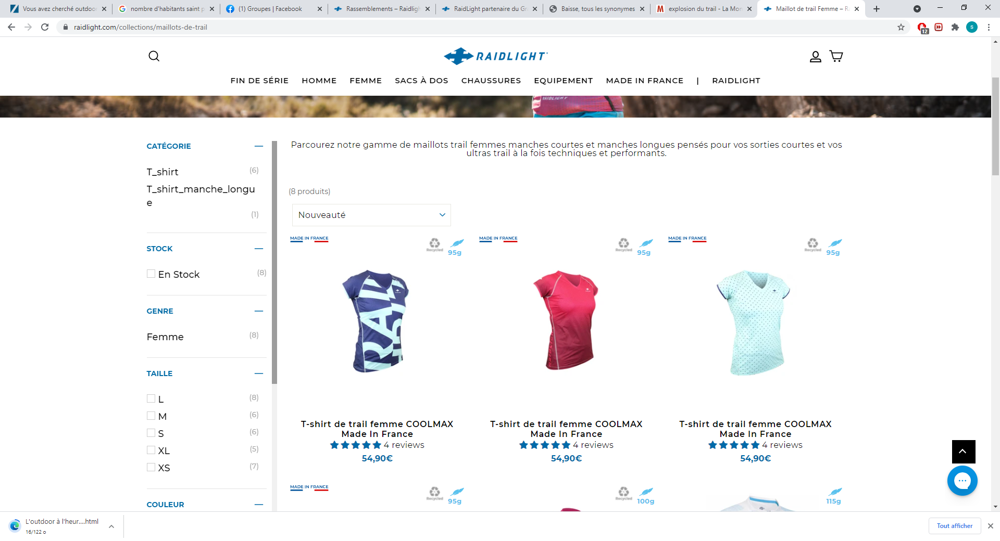 Vous avez cherché outdoor
nombre d'habitants saint p
(1) Groupes | Facebook
Rassemblements – Raidligh
RaidLight partenaire du Gr
Baisse, tous les synonymes
explosion du trail - La Mon
Maillot de trail Femme – R
raidlight.com/collections/maillots-de-trail
12
s
RAIDLIGHT
FIN DE SÉRIE HOMME FEMME SACS À DOS CHAUSSURES EQUIPEMENT MADE IN FRANCE | RAIDLIGHT
RAIDLIGHT
CATÉGORIE
T_shirt (6)
T_shirt_manche_longu
e
(1)
STOCK
En Stock (8)
GENRE
Femme (8)
TAILLE
L (8)
M (6)
S (6)
XL (5)
XS (7)
COULEUR
Parcourez notre gamme de maillots trail femmes manches courtes et manches longues pensés pour vos sorties courtes et vos
ultras trail à la fois techniques et performants.
(8 produits)
Nouveauté
MADE IN FRANCE Recycled 95g
MADE IN FRANCE Recycled 95g
MADE IN FRANCE Recycled 95g
T-shirt de trail femme COOLMAX
Made In France
4 reviews
54,90€
T-shirt de trail femme COOLMAX
Made In France
4 reviews
54,90€
T-shirt de trail femme COOLMAX
Made In France
4 reviews
54,90€
MADE IN FRANCE Recycled 95g
Recycled 100g
115g
L'outdoor à l'heur....html
16/122 o
Tout afficher